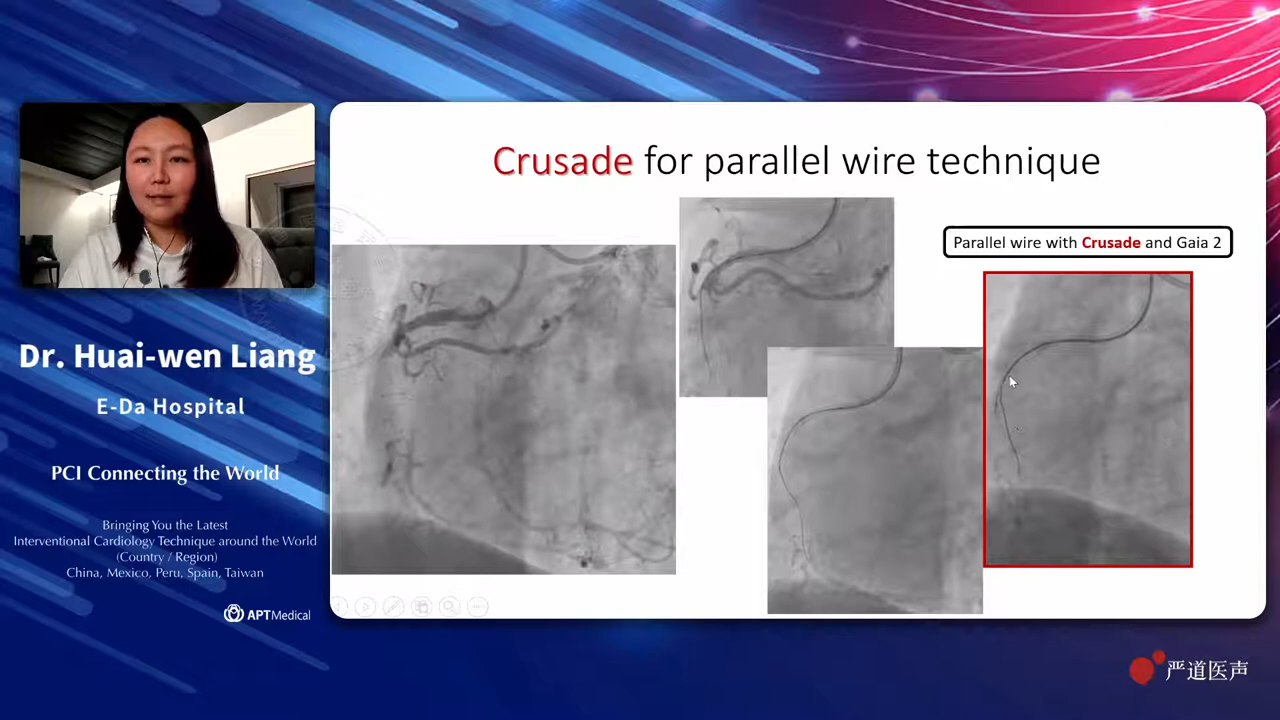 Crusade for parallel wire technique
Parallel wire with Crusade and Gaia 2
Dr. Huai-wen Liang
E-Da Hospital
PCI Connecting the World
Bringing You the Latest
Interventional Cardiology Technique around the World
(Country / Region)
China, Mexico, Peru, Spain, Taiwan
APTMedical
严道医声